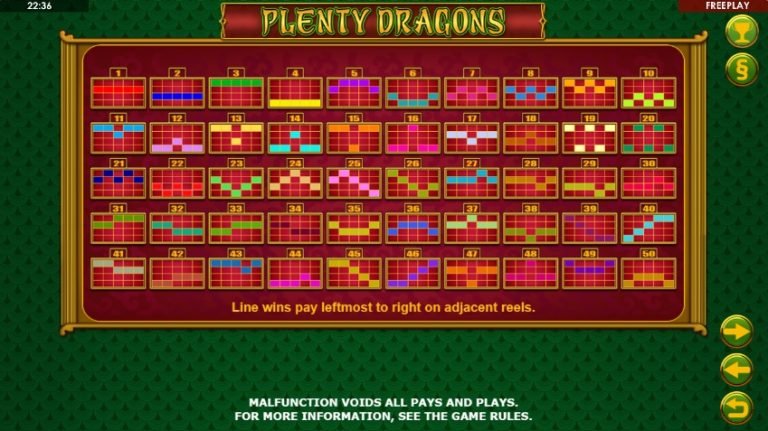 22:36
PLENTY DRAGONS
FREEPLAY
§
1 2 3 4 5 6 7 8 9 10
11 12 13 14 15 16 17 18 19 20
21 22 23 24 25 26 27 28 29 30
31 32 33 34 35 36 37 38 39 40
41 42 43 44 45 46 47 48 49 50
Line wins pay leftmost to right on adjacent reels.
MALFUNCTION VOIDS ALL PAYS AND PLAYS.
FOR MORE INFORMATION, SEE THE GAME RULES.